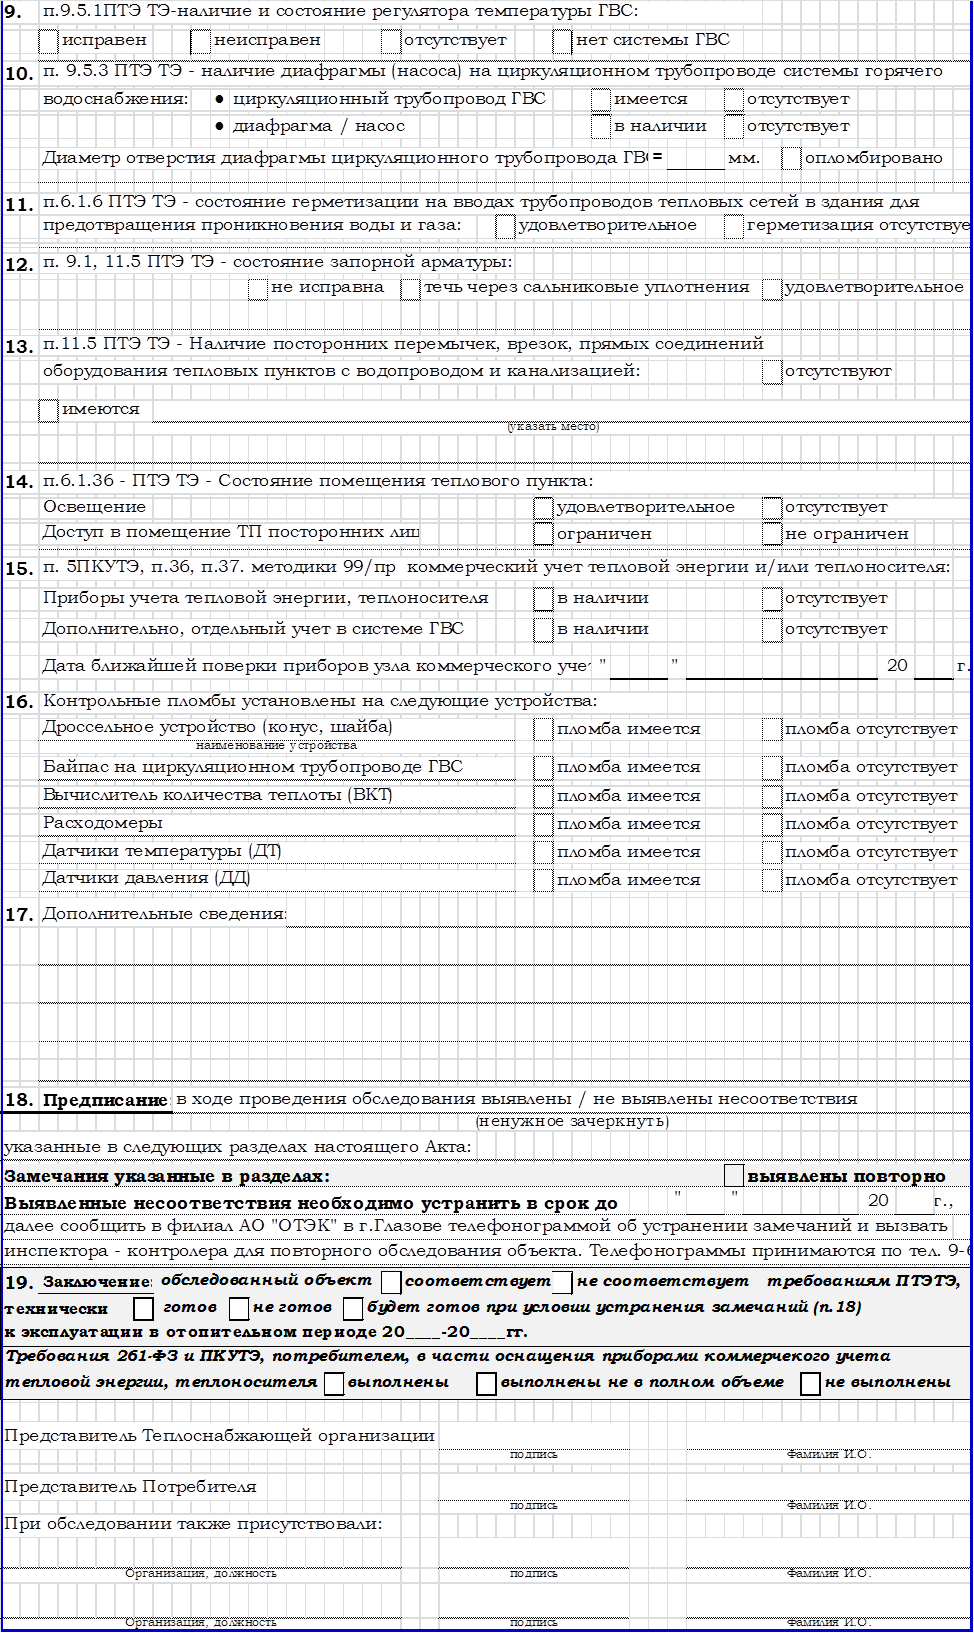 9. п.9.5.1ПТЭ ТЭ-наличие и состояние регулятора температуры ГВС:
исправен неисправен отсутствует нет системы ГВС
10. п. 9.5.3 ПТЭ ТЭ - наличие диафрагмы (насоса) на циркуляционном трубопроводе системы горячего
водоснабжения: ● циркуляционный трубопровод ГВС имеется отсутствует
● диафрагма / насос в наличии отсутствует
Диаметр отверстия диафрагмы циркуляционного трубопровода ГВС= ____ мм. опломбировано
11. п.6.1.6 ПТЭ ТЭ - состояние герметизации на вводах трубопроводов тепловых сетей в здания для
предотвращения проникновения воды и газа: удовлетворительное герметизация отсутствуе
12. п. 9.1, 11.5 ПТЭ ТЭ - состояние запорной арматуры:
не исправна течь через сальниковые уплотнения удовлетворительное
13. п.11.5 ПТЭ ТЭ - Наличие посторонних перемычек, врезок, прямых соединений
оборудования тепловых пунктов с водопроводом и канализацией: отсутствуют
имеются
(указать место)
14. п.6.1.36 - ПТЭ ТЭ - Состояние помещения теплового пункта:
Освещение удовлетворительное отсутствует
Доступ в помещение ТП посторонних лиц ограничен не ограничен
15. п. 5ПКУТЭ, п.36, п.37. методики 99/пр коммерческий учет тепловой энергии и/или теплоносителя:
Приборы учета тепловой энергии, теплоносителя в наличии отсутствует
Дополнительно, отдельный учет в системе ГВС в наличии отсутствует
Дата ближайшей поверки приборов узла коммерческого учет " ____ " ____ 20 ____ г.
16. Контрольные пломбы установлены на следующие устройства:
Дроссельное устройство (конус, шайба) пломба имеется пломба отсутствует
наименование устройства
Байпас на циркуляционном трубопроводе ГВС пломба имеется пломба отсутствует
Вычислитель количества теплоты (ВКТ) пломба имеется пломба отсутствует
Расходомеры пломба имеется пломба отсутствует
Датчики температуры (ДТ) пломба имеется пломба отсутствует
Датчики давления (ДД) пломба имеется пломба отсутствует
17. Дополнительные сведения:
18. Предписание: в ходе проведения обследования выявлены / не выявлены несоответствия
(ненужное зачеркнуть)
указанные в следующих разделах настоящего Акта:
Замечания указанные в разделах: выявлены повторно
Выявленные несоответствия необходимо устранить в срок до " ____ " ____ 20 ____ г.,
далее сообщить в филиал АО "ОТЭК" в г.Глазове телефонограммой об устранении замечаний и вызвать
инспектора - контролера для повторного обследования объекта. Телефонограммы принимаются по тел. 9-6
19. Заключение: обследованный объект соответствует не соответствует требованиям ПТЭТЭ,
технически готов не готов будет готов при условии устранения замечаний (п.18)
к эксплуатации в отопительном периоде 20____-20____гг.
Требования 261-ФЗ и ПКУТЭ, потребителем, в части оснащения приборами коммерчекого учета
тепловой энергии, теплоносителя выполнены выполнены не в полном объеме не выполнены
Представитель Теплоснабжающей организации
подпись Фамилия И.О.
Представитель Потребителя
подпись Фамилия И.О.
При обследовании также присутствовали:
Организация, должность подпись Фамилия И.О.
Организация, должность подпись Фамилия И.О.